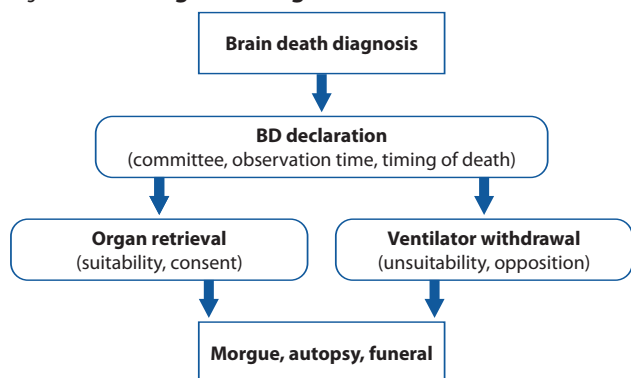 Brain death diagnosis
BD declaration
(committee, observation time, timing of death)
Organ retrieval
(suitability, consent)
Ventilator withdrawal
(unsuitability, opposition)
Morgue, autopsy, funeral